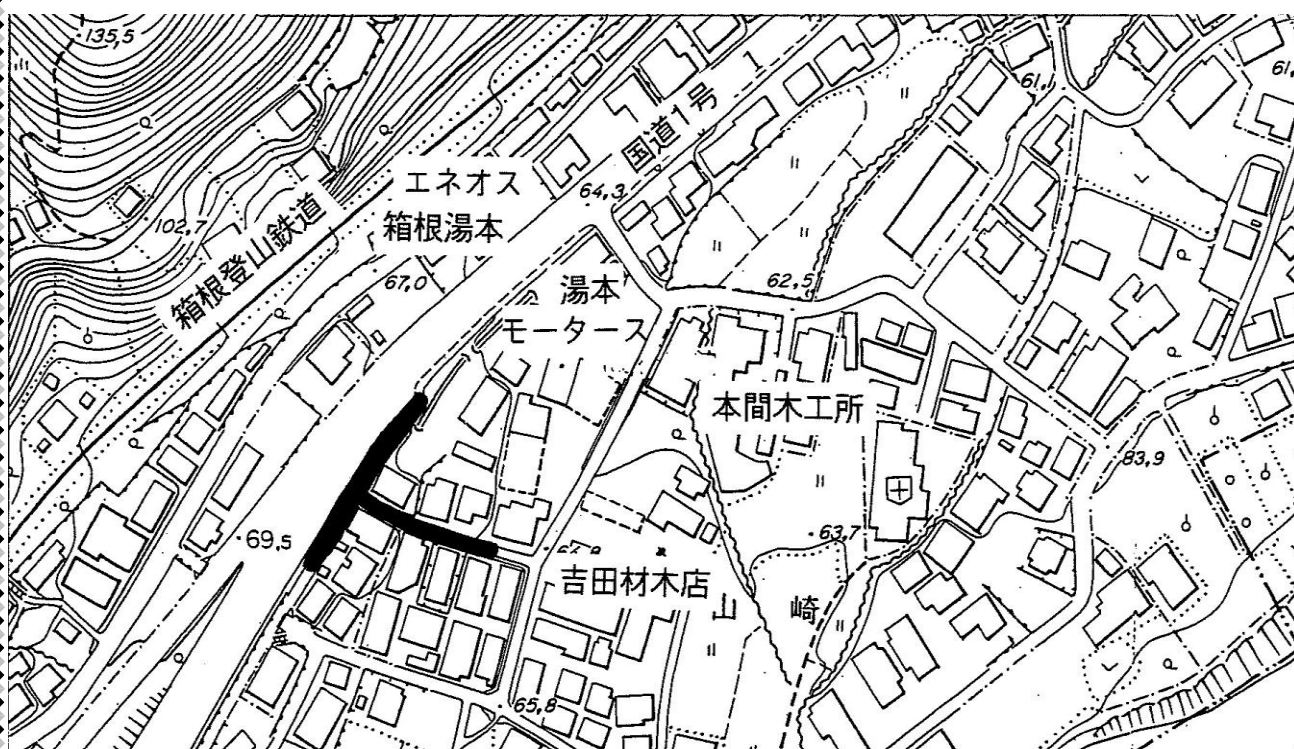 135,5
61,
61,
国道1号
エネオス
箱根湯本
64,3
102,7
箱根登山鉄道
67,0
湯本
モータース
62,5
本間木工所
83,9
69,5
63,7
吉田材木店
山崎
65,8